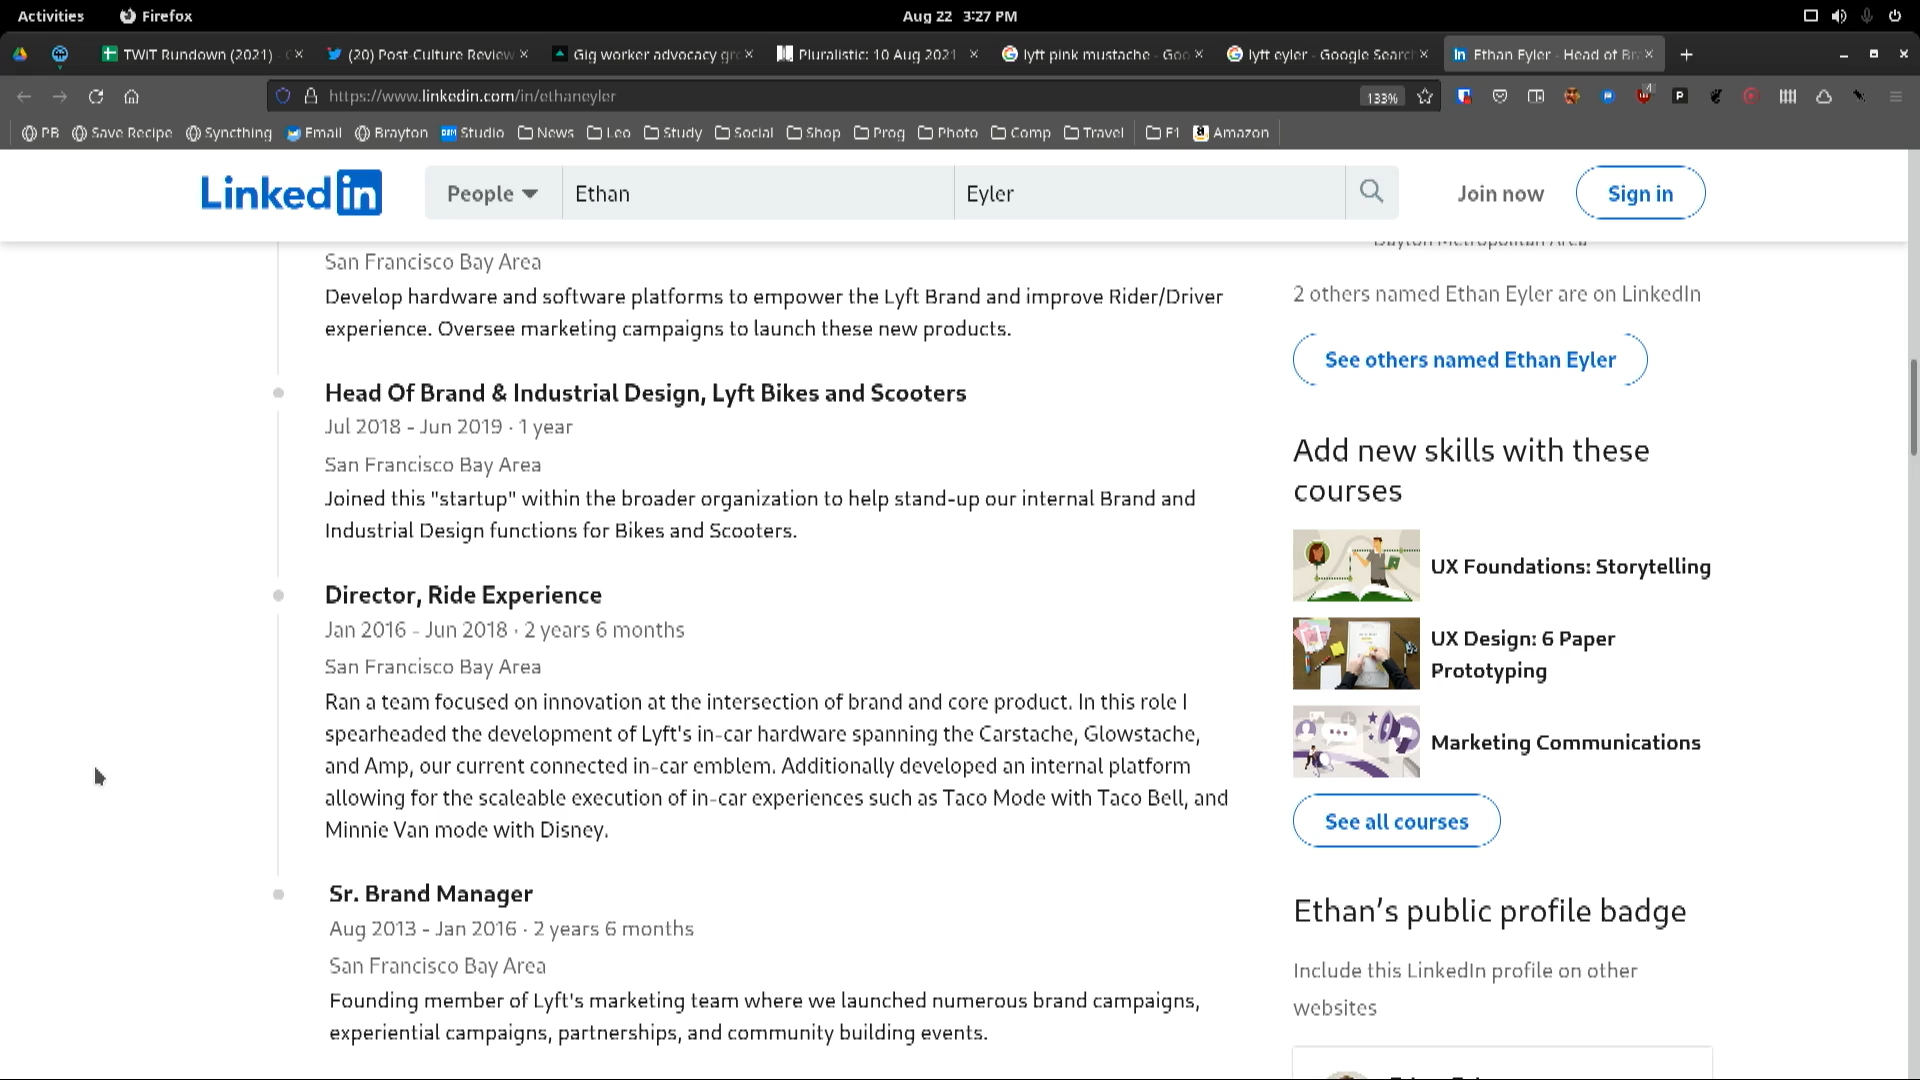 Activities
Firefox
Aug 22 3:27 PM
TWiT Rundown (2021)
(20) Post-Culture Review
Gig worker advocacy gr
Pluralistic: 10 Aug 2021
lyft pink mustache - Goo
lyft eyler - Google Search
Ethan Eyler - Head of Br
https://www.linkedin.com/in/ethaneyler
133%
PB
Save Recipe
Syncthing
Email
Brayton
Studio
News
Leo
Study
Social
Shop
Prog
Photo
Comp
Travel
F1
Amazon
Linked in
People
Ethan
Eyler
Join now
Sign in
San Francisco Bay Area
Develop hardware and software platforms to empower the Lyft Brand and improve Rider/Driver
experience. Oversee marketing campaigns to launch these new products.
Head Of Brand & Industrial Design, Lyft Bikes and Scooters
Jul 2018 - Jun 2019 · 1 year
San Francisco Bay Area
Joined this "startup" within the broader organization to help stand-up our internal Brand and
Industrial Design functions for Bikes and Scooters.
Director, Ride Experience
Jan 2016 - Jun 2018 · 2 years 6 months
San Francisco Bay Area
Ran a team focused on innovation at the intersection of brand and core product. In this role I
spearheaded the development of Lyft's in-car hardware spanning the Carstache, Glowstache,
and Amp, our current connected in-car emblem. Additionally developed an internal platform
allowing for the scaleable execution of in-car experiences such as Taco Mode with Taco Bell, and
Minnie Van mode with Disney.
Sr. Brand Manager
Aug 2013 - Jan 2016 · 2 years 6 months
San Francisco Bay Area
Founding member of Lyft's marketing team where we launched numerous brand campaigns,
experiential campaigns, partnerships, and community building events.
Dayton Metropolitan Area
2 others named Ethan Eyler are on LinkedIn
See others named Ethan Eyler
Add new skills with these
courses
UX Foundations: Storytelling
UX Design: 6 Paper
Prototyping
Marketing Communications
See all courses
Ethan's public profile badge
Include this LinkedIn profile on other
websites